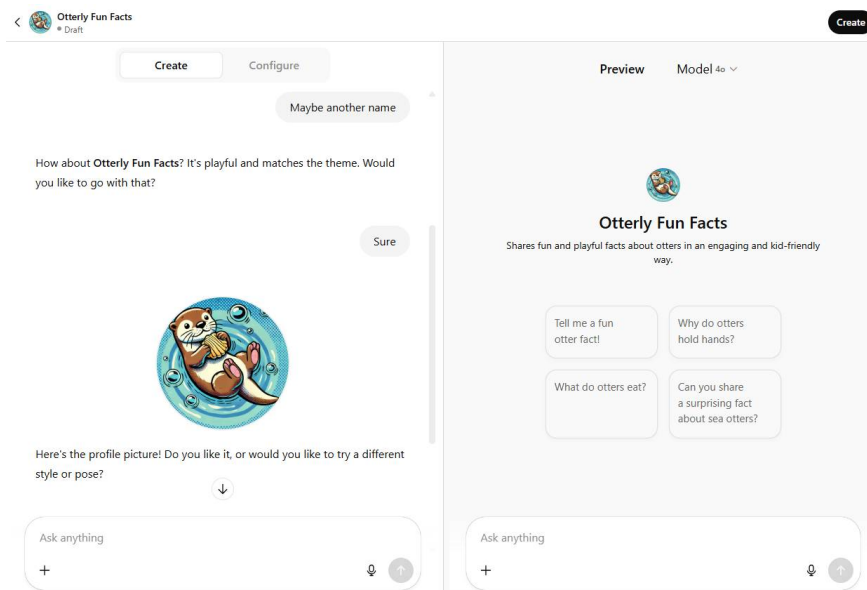 Otterly Fun Facts
Draft
Create
Create
Configure
Maybe another name
How about Otterly Fun Facts? It's playful and matches the theme. Would
you like to go with that?
Sure
Here's the profile picture! Do you like it, or would you like to try a different
style or pose?
Ask anything
Preview
Model 4o
Otterly Fun Facts
Shares fun and playful facts about otters in an engaging and kid-friendly
way.
Tell me a fun
otter fact!
Why do otters
hold hands?
What do otters eat?
Can you share
a surprising fact
about sea otters?
Ask anything